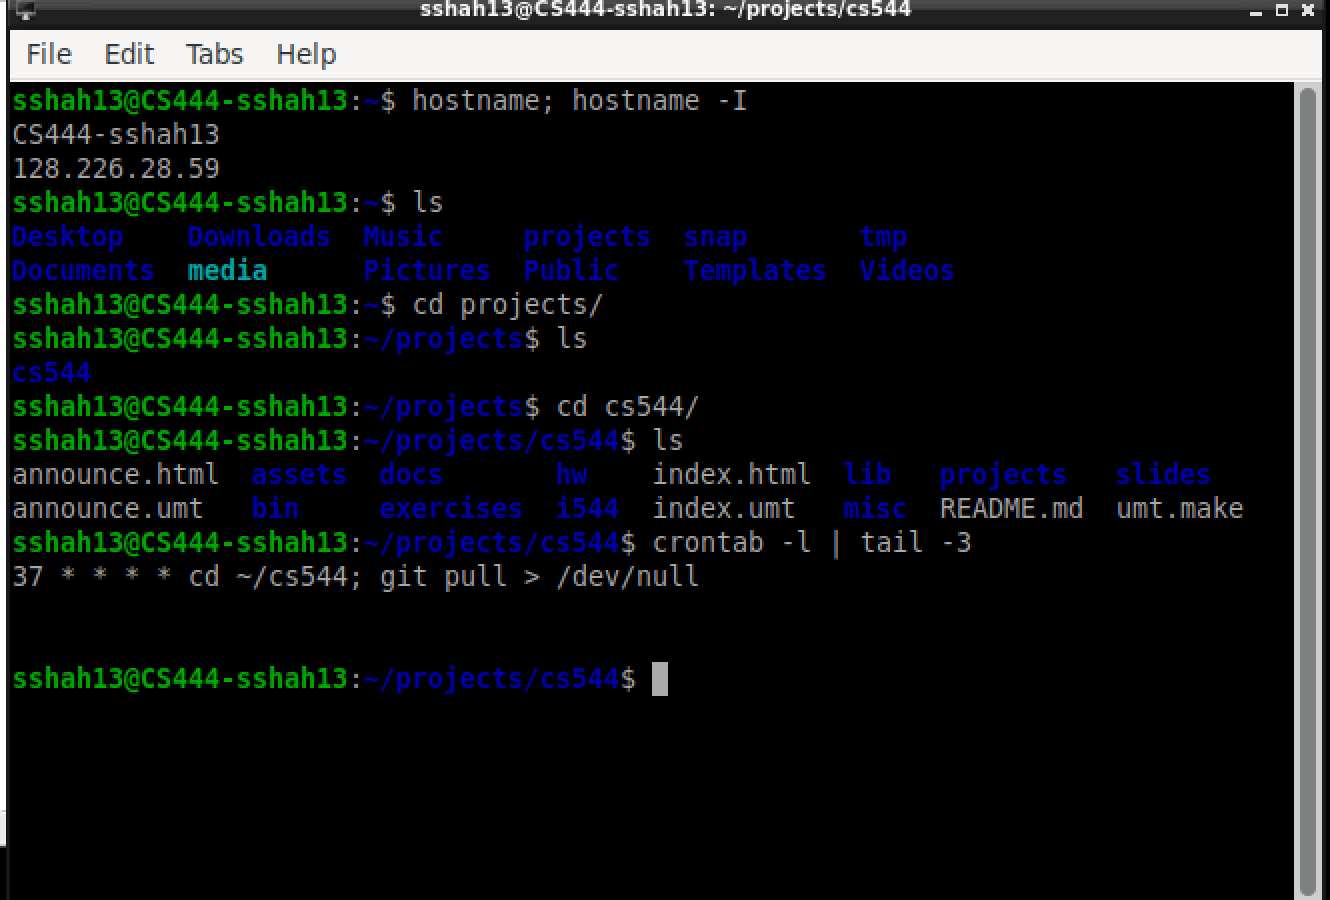 sshah13@CS444-sshah13: ~/projects/cs544
File Edit Tabs Help
sshah13@CS444-sshah13:~$ hostname; hostname -I
CS444-sshah13
128.226.28.59
sshah13@CS444-sshah13:~$ ls
Desktop Downloads Music projects snap tmp
Documents media Pictures Public Templates Videos
sshah13@CS444-sshah13:~$ cd projects/
sshah13@CS444-sshah13:~/projects$ ls
cs544
sshah13@CS444-sshah13:~/projects$ cd cs544/
sshah13@CS444-sshah13:~/projects/cs544$ ls
announce.html assets docs hw index.html lib projects slides
announce.umt bin exercises i544 index.umt misc README.md umt.make
sshah13@CS444-sshah13:~/projects/cs544$ crontab -l | tail -3
37 * * * * cd ~/cs544; git pull > /dev/null
sshah13@CS444-sshah13:~/projects/cs544$